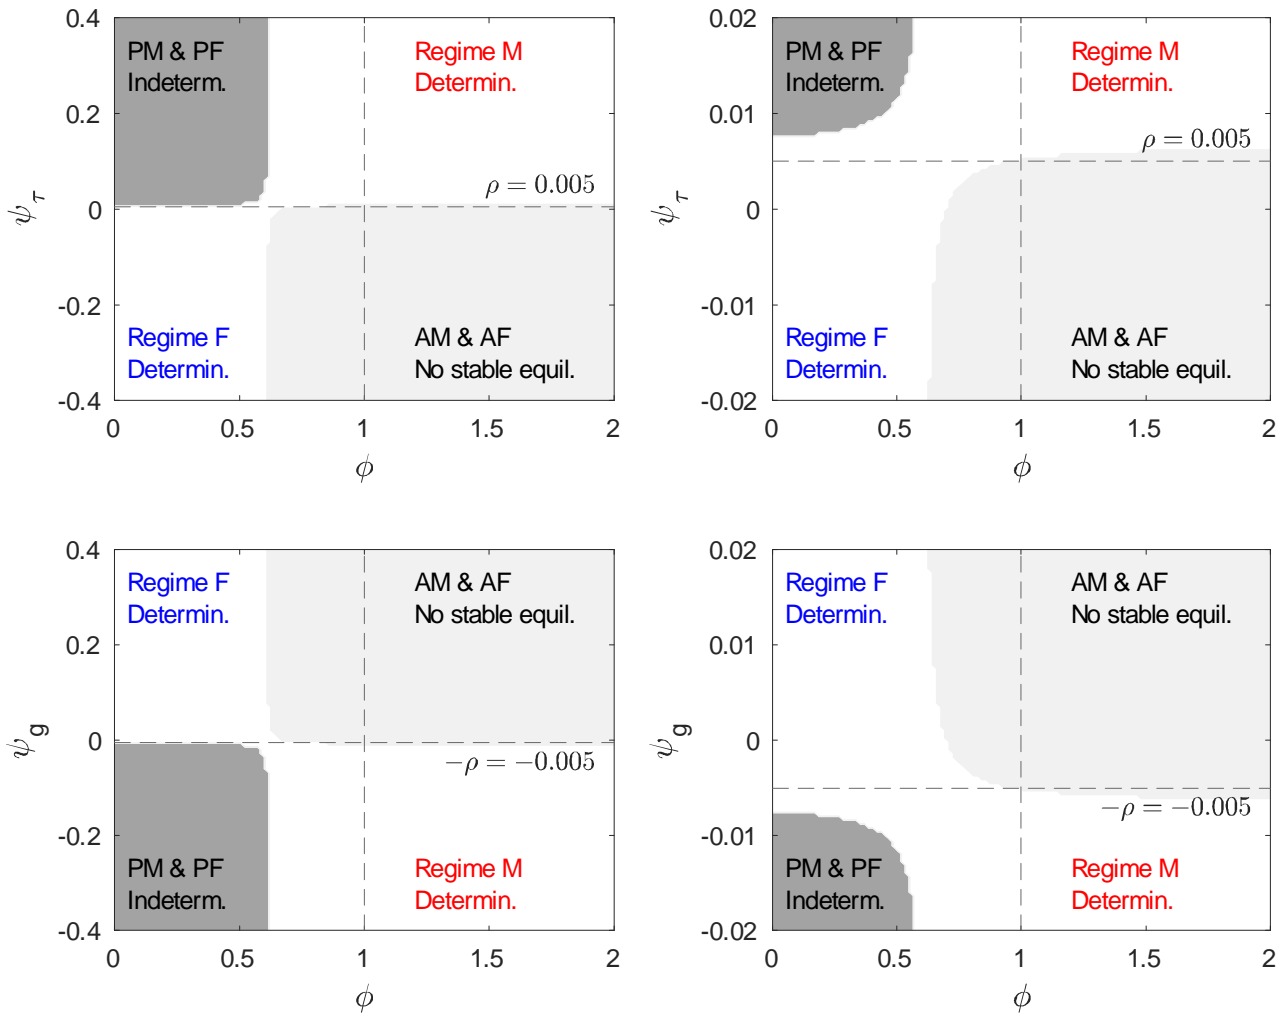 0.4
0.2
0
-0.2
-0.4
ψτ
PM & PF
Indeterm.
Regime M
Determin.
ρ = 0.005
Regime F
Determin.
AM & AF
No stable equil.
0 0.5 1 1.5 2
ϕ
0.02
0.01
0
-0.01
-0.02
ψτ
PM & PF
Indeterm.
Regime M
Determin.
ρ = 0.005
Regime F
Determin.
AM & AF
No stable equil.
0 0.5 1 1.5 2
ϕ
0.4
0.2
0
-0.2
-0.4
ψg
Regime F
Determin.
AM & AF
No stable equil.
−ρ = −0.005
PM & PF
Indeterm.
Regime M
Determin.
0 0.5 1 1.5 2
ϕ
0.02
0.01
0
-0.01
-0.02
ψg
Regime F
Determin.
AM & AF
No stable equil.
−ρ = −0.005
PM & PF
Indeterm.
Regime M
Determin.
0 0.5 1 1.5 2
ϕ